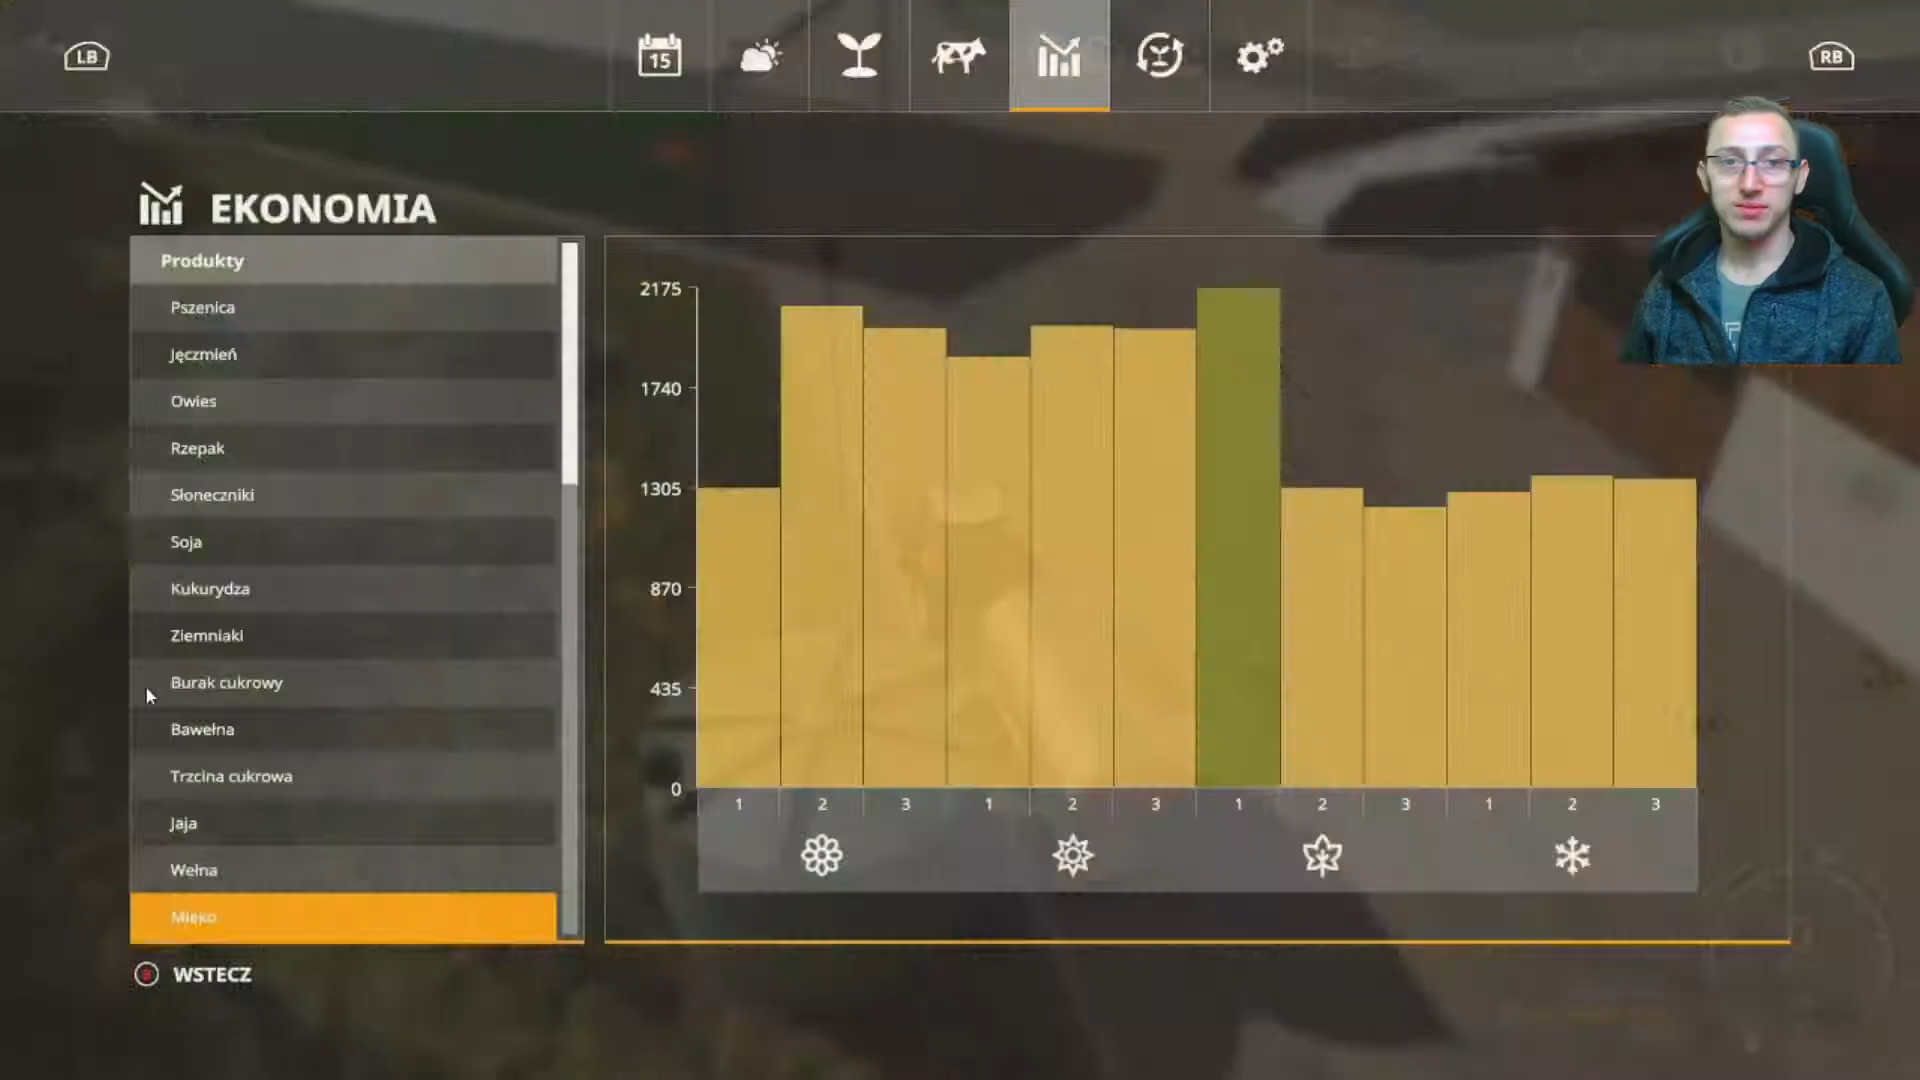 LB
15
RB
EKONOMIA
Produkty
Pszenica
Jęczmień
Owies
Rzepak
Słoneczniki
Soja
Kukurydza
Ziemniaki
Burak cukrowy
Bawełna
Trzcina cukrowa
Jaja
Wełna
Mleko
2175
1740
1305
870
435
0
1 2 3 1 2 3 1 2 3 1 2 3
WSTECZ